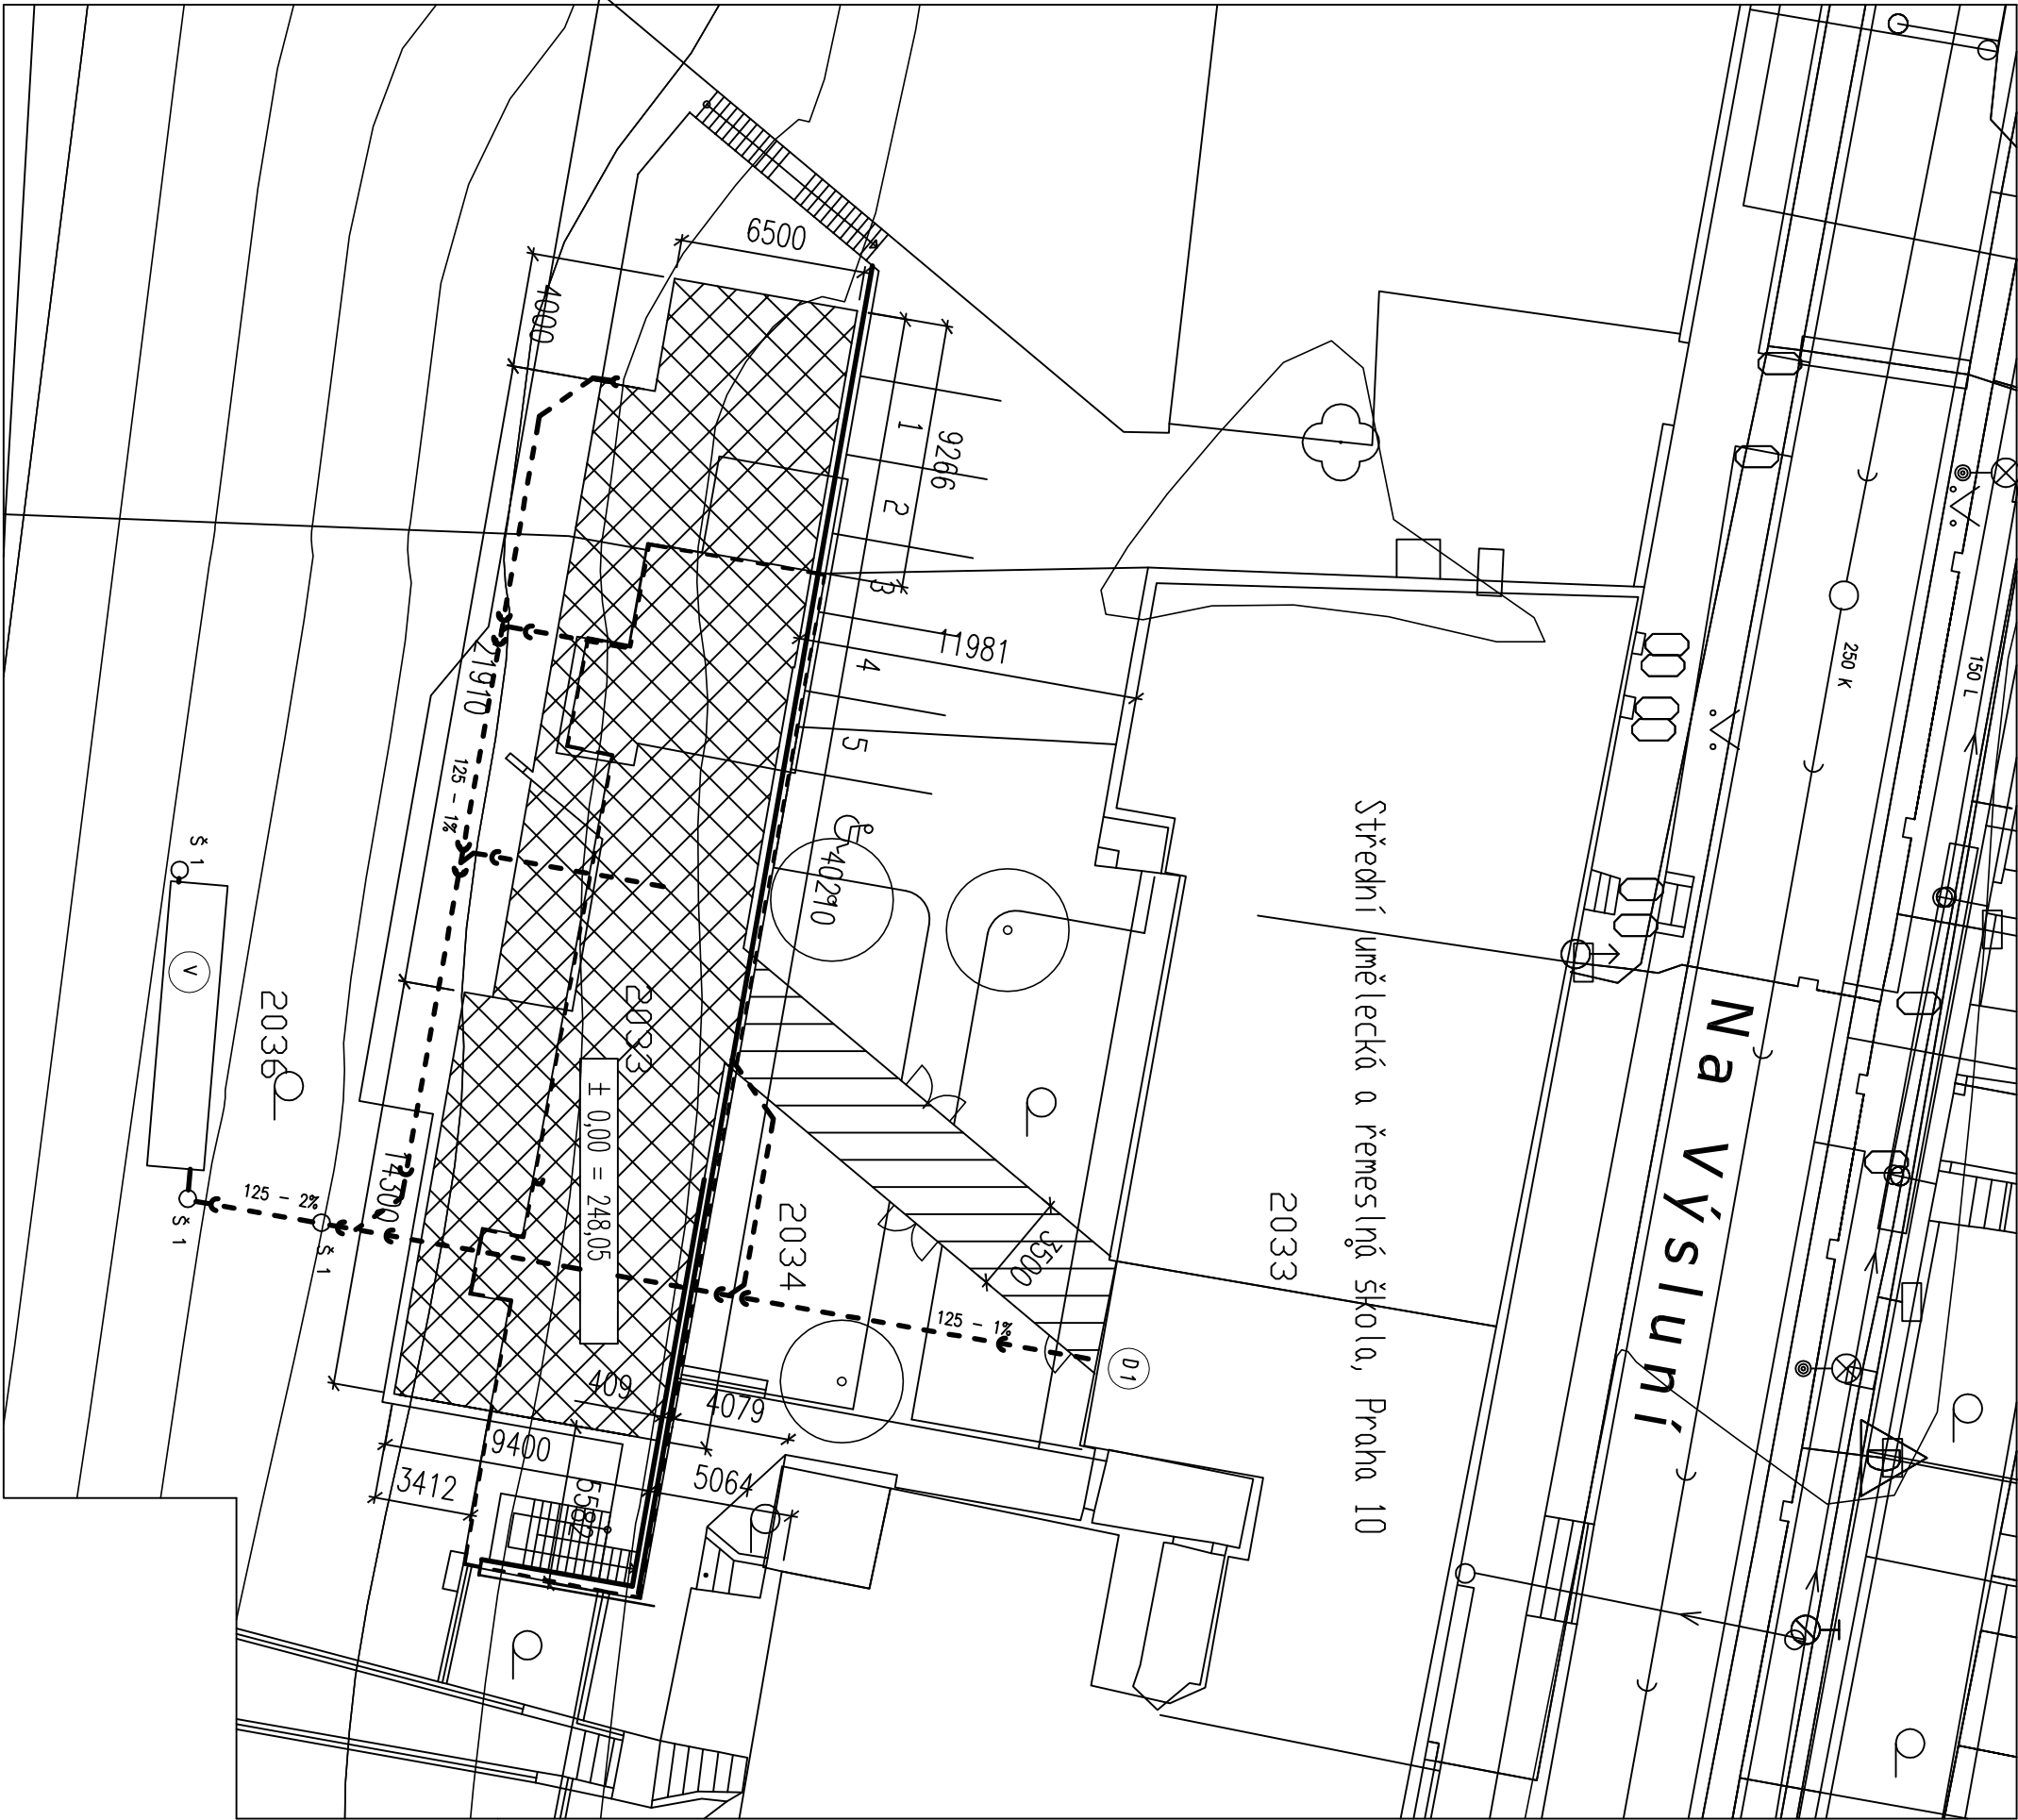 6500
4000
9266
1
2
3
4
5
11981
21910
40210
125 - 1%
Š 1
V
2036
2033
± 0,00 = 248,05
14300
125 - 2%
Š 1
Š 1
2034
3500
125 - 1%
D1
2033
409
4079
9400
5064
3412
5582
Střední umělecká a řemeslná škola, Praha 10
Na Výsluní
250 K
150 L